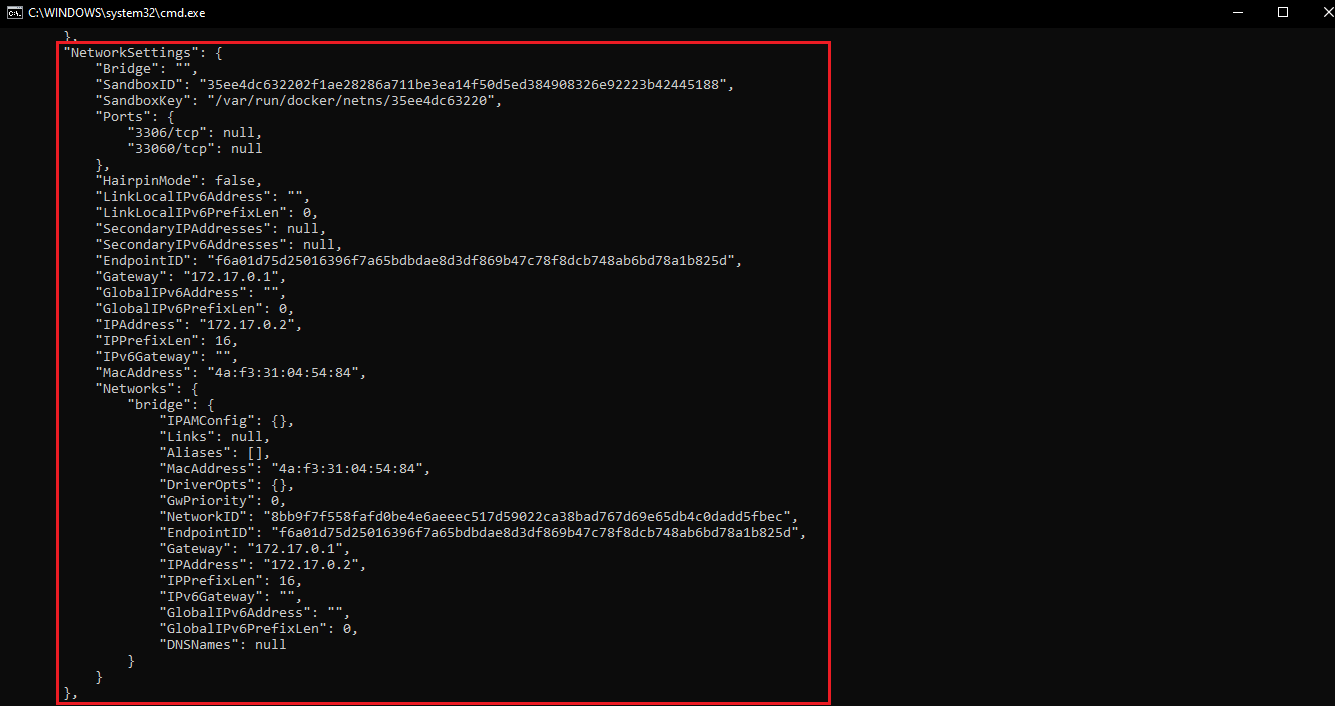 C:\WINDOWS\system32\cmd.exe
},
"NetworkSettings": {
"Bridge": "",
"SandboxID": "35ee4dc632202f1ae28286a711be3ea14f50d5ed384908326e92223b42445188",
"SandboxKey": "/var/run/docker/netns/35ee4dc63220",
"Ports": {
"3306/tcp": null,
"33060/tcp": null
},
"HairpinMode": false,
"LinkLocalIPv6Address": "",
"LinkLocalIPv6PrefixLen": 0,
"SecondaryIPAddresses": null,
"SecondaryIPv6Addresses": null,
"EndpointID": "f6a01d75d25016396f7a65bdbdae8d3df869b47c78f8dcb748ab6bd78a1b825d",
"Gateway": "172.17.0.1",
"GlobalIPv6Address": "",
"GlobalIPv6PrefixLen": 0,
"IPAddress": "172.17.0.2",
"IPPrefixLen": 16,
"IPv6Gateway": "",
"MacAddress": "4a:f3:31:04:54:84",
"Networks": {
"bridge": {
"IPAMConfig": {},
"Links": null,
"Aliases": [],
"MacAddress": "4a:f3:31:04:54:84",
"DriverOpts": {},
"GwPriority": 0,
"NetworkID": "8bb9f7f558fafd0be4e6aeeec517d59022ca38bad767d69e65db4c0dadd5fbec",
"EndpointID": "f6a01d75d25016396f7a65bdbdae8d3df869b47c78f8dcb748ab6bd78a1b825d",
"Gateway": "172.17.0.1",
"IPAddress": "172.17.0.2",
"IPPrefixLen": 16,
"IPv6Gateway": "",
"GlobalIPv6Address": "",
"GlobalIPv6PrefixLen": 0,
"DNSNames": null
}
}
},